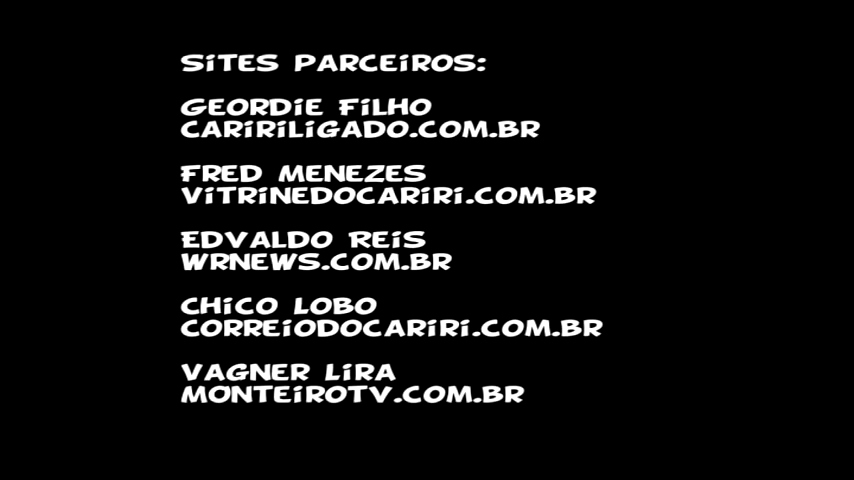 SITES PARCEIROS:
GEORDIE FILHO
CARIRILIGADO.COM.BR
FRED MENEZES
VITRINEDOCARIRI.COM.BR
EDVALDO REIS
WRNEWS.COM.BR
CHICO LOBO
CORREIODOCARIRI.COM.BR
VAGNER LIRA
MONTEIROTV.COM.BR